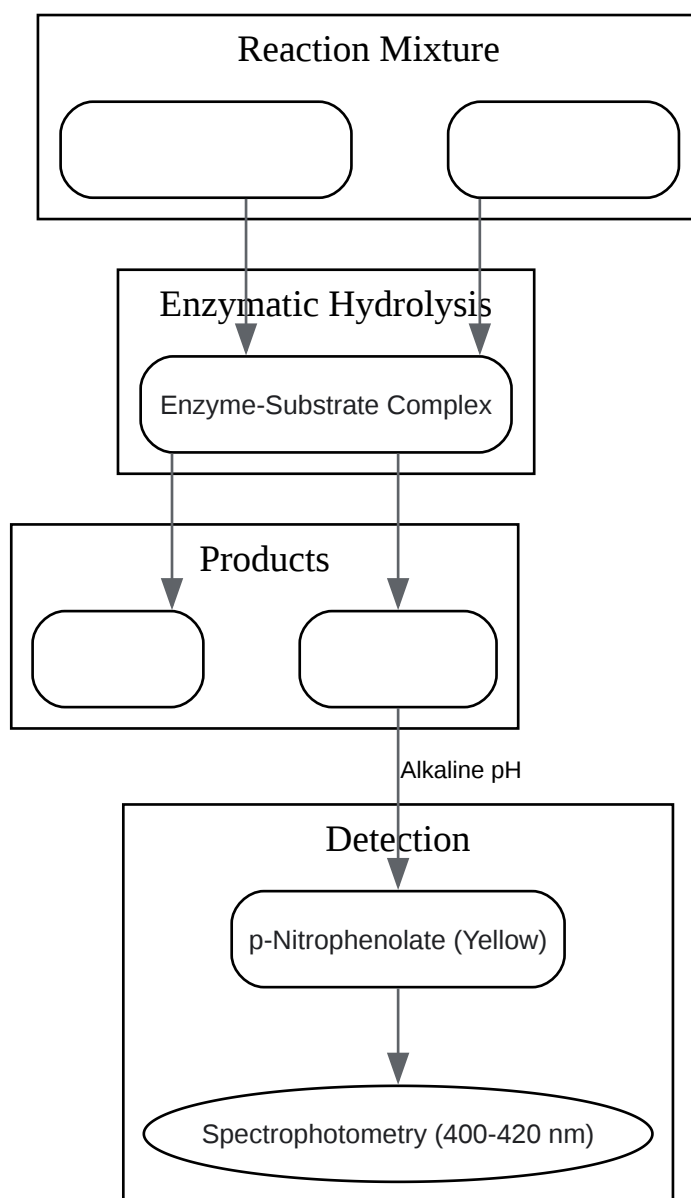 Reaction Mixture
Enzymatic Hydrolysis
Enzyme-Substrate Complex
Products
Alkaline pH
Detection
p-Nitrophenolate (Yellow)
Spectrophotometry (400-420 nm)